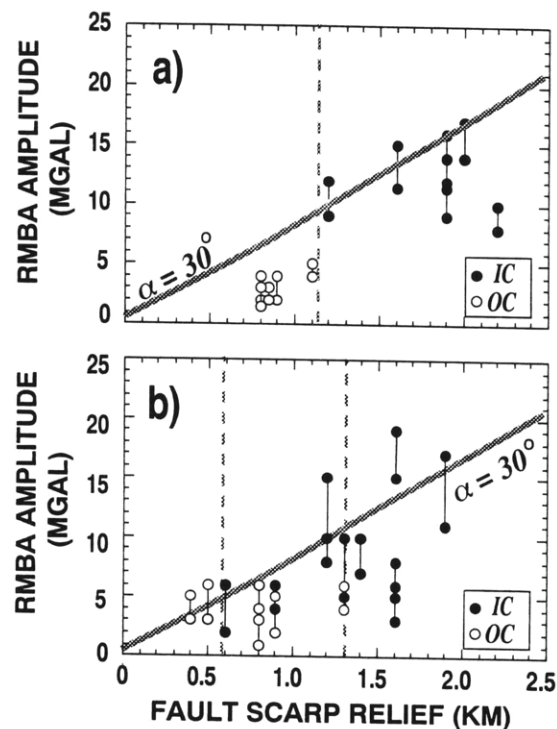 25
20
15
10
5
0
RMBA AMPLITUDE
(MGAL)
a)
α = 30°
IC
OC
25
20
15
10
5
0
RMBA AMPLITUDE
(MGAL)
b)
α = 30°
IC
OC
0 0.5 1.0 1.5 2.0 2.5
FAULT SCARP RELIEF (KM)